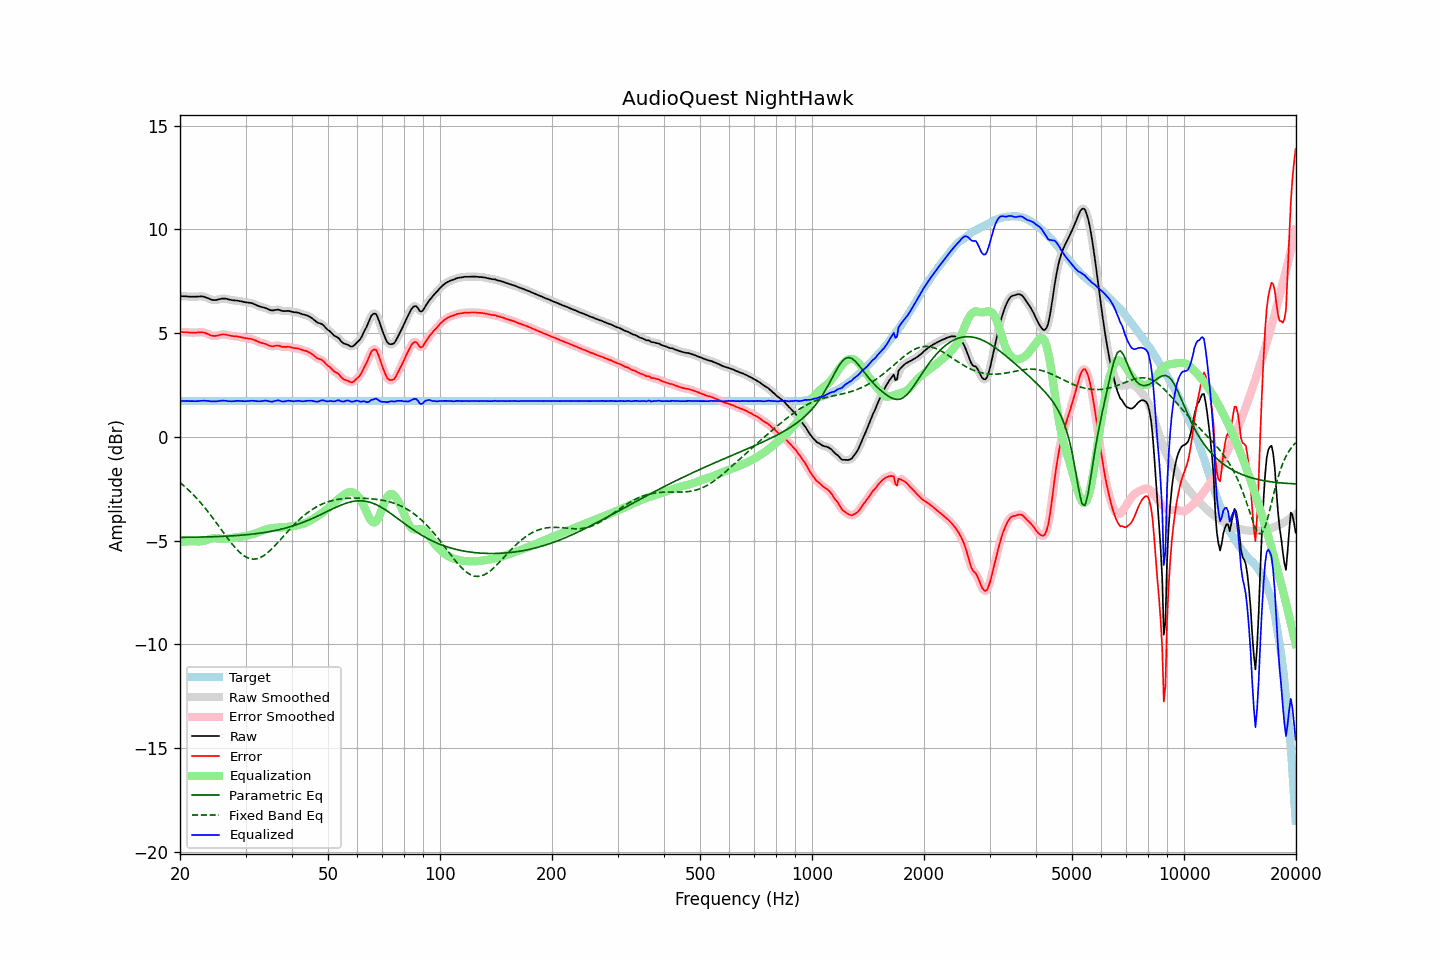 AudioQuest NightHawk
Amplitude (dBr)
15
10
5
0
−5
−10
−15
−20
Target
Raw Smoothed
Error Smoothed
Raw
Error
Equalization
Parametric Eq
Fixed Band Eq
Equalized
20 50 100 200 500 1000 2000 5000 10000 20000
Frequency (Hz)